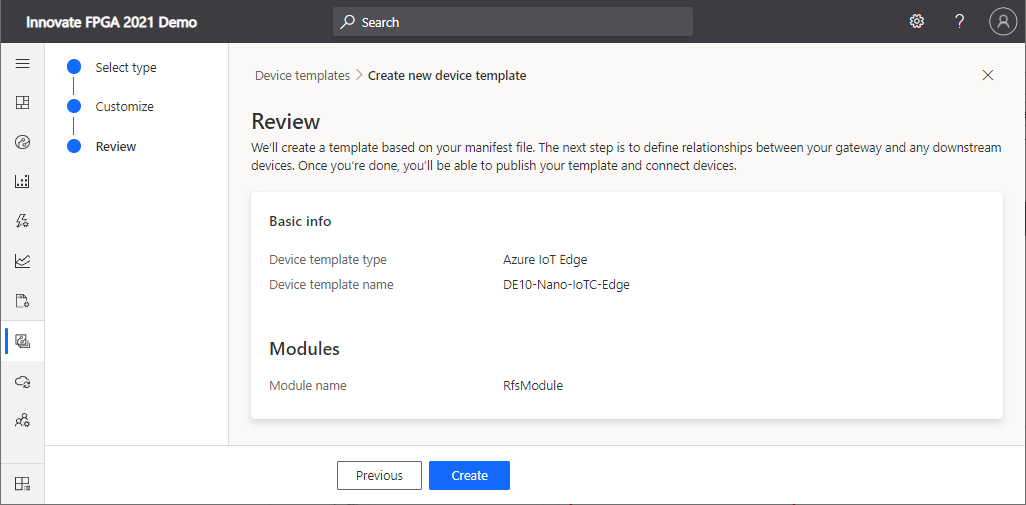 Innovate FPGA 2021 Demo
Search
?
Select type
Customize
Review
Device templates > Create new device template
Review
We'll create a template based on your manifest file. The next step is to define relationships between your gateway and any downstream
devices. Once you're done, you'll be able to publish your template and connect devices.
Basic info
Device template type Azure IoT Edge
Device template name DE10-Nano-IoTC-Edge
Modules
Module name RfsModule
Previous Create